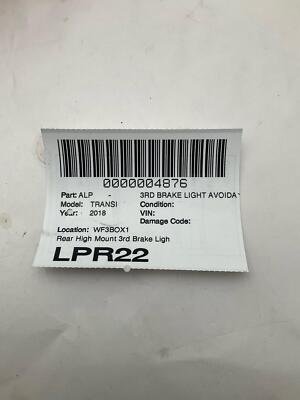 0000004876
Part: ALP - 3RD BRAKE LIGHT AVOIDA
Model: TRANSI Condition:
Year: 2018 VIN:
Damage Code:
Location: WF3BOX1
Rear High Mount 3rd Brake Ligh
LPR22